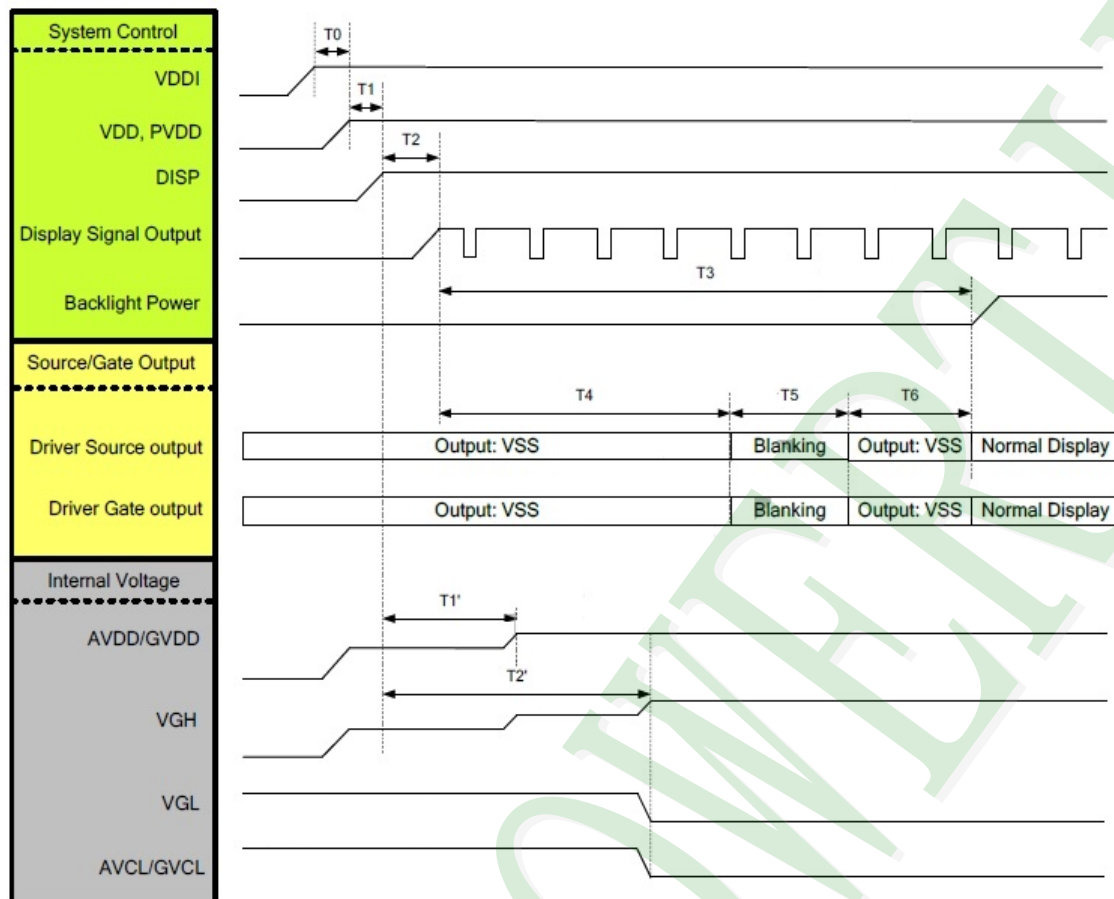 System Control
T0
VDDI
T1
VDD, PVDD
T2
DISP
Display Signal Output
T3
Backlight Power
Source/Gate Output
T4 T5 T6
Driver Source output Output: VSS Blanking Output: VSS Normal Display
Driver Gate output Output: VSS Blanking Output: VSS Normal Display
Internal Voltage
T1'
AVDD/GVDD
T2'
VGH
VGL
AVCL/GVCL